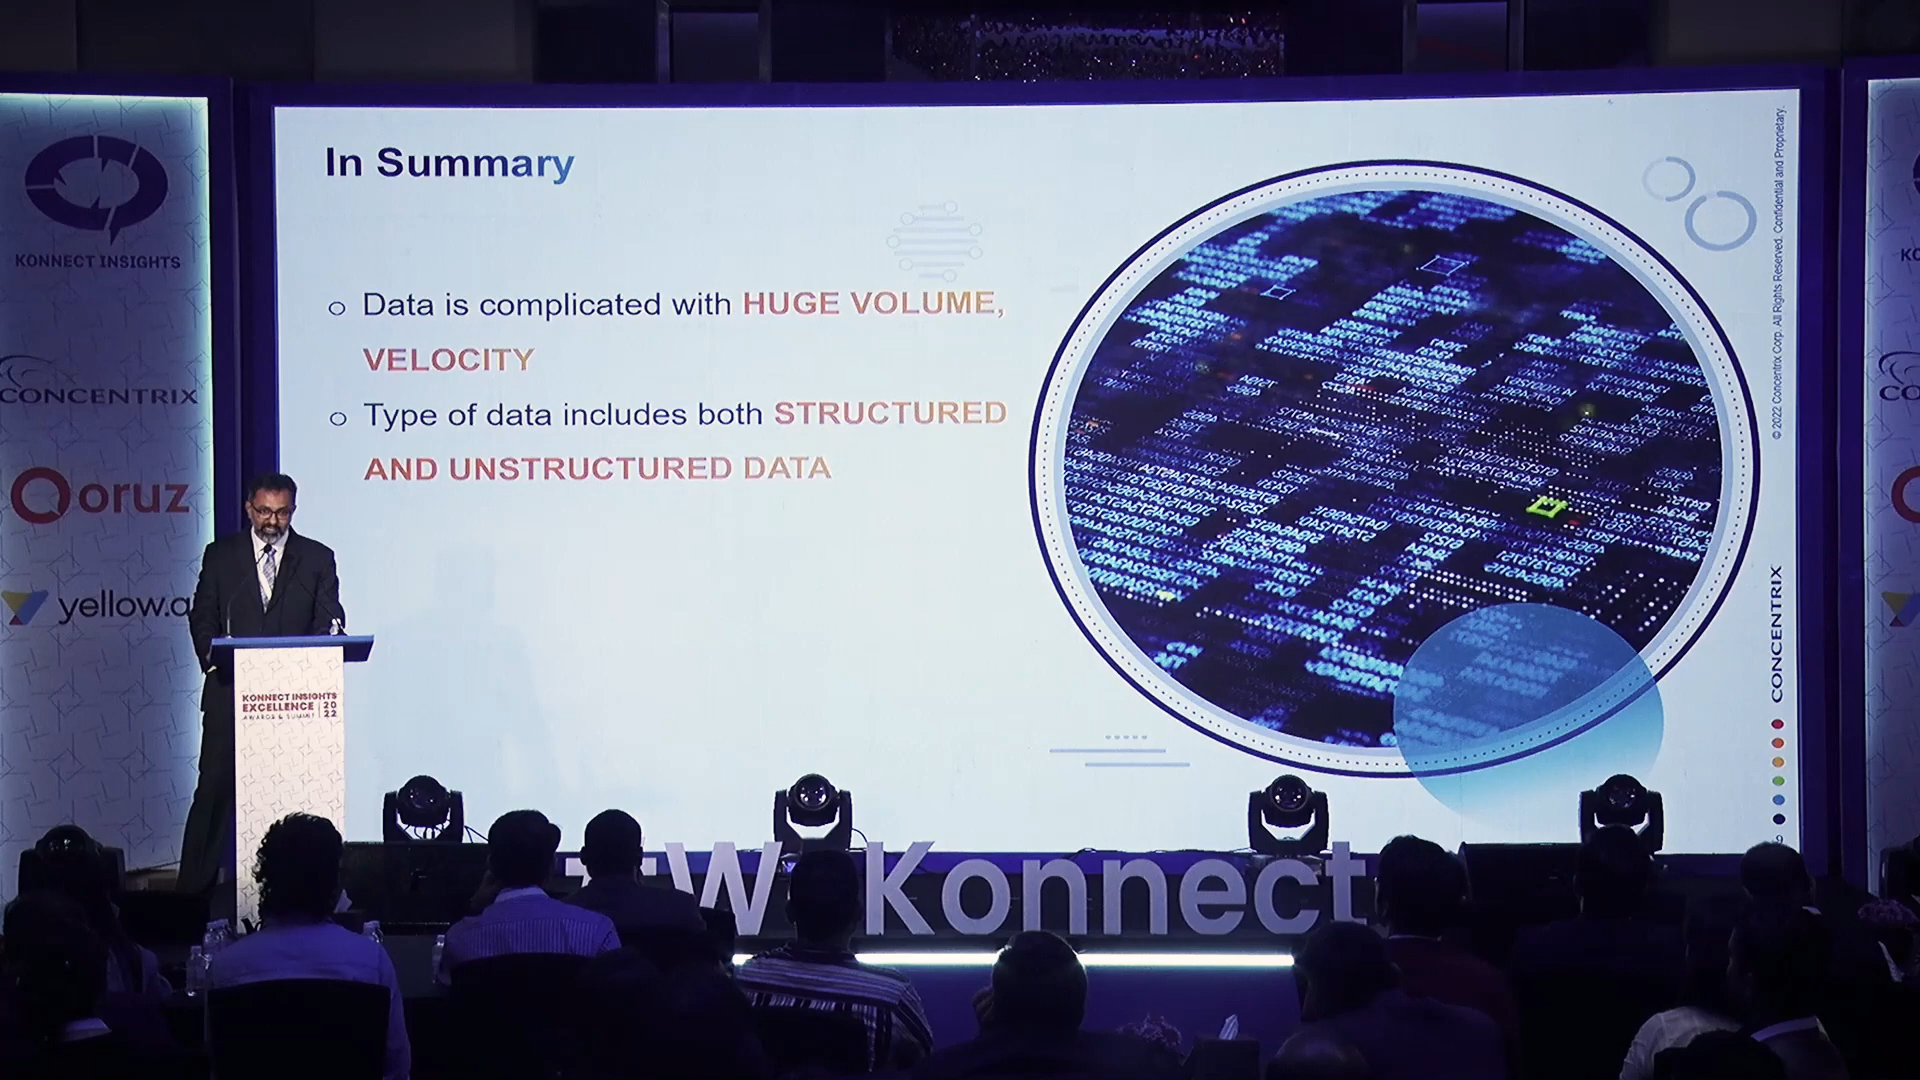 In Summary
Data is complicated with HUGE VOLUME,
VELOCITY
Type of data includes both STRUCTURED
AND UNSTRUCTURED DATA
© 2022 Concentrix Corp. All Rights Reserved. Confidential and Proprietary.
CONCENTRIX
KONNECT INSIGHTS
CONCENTRIX
oruz
yellow.a
KONNECT INSIGHTS
EXCELLENCE
AWARDS & SUMMIT
20
22
W Konnect
KO
CO